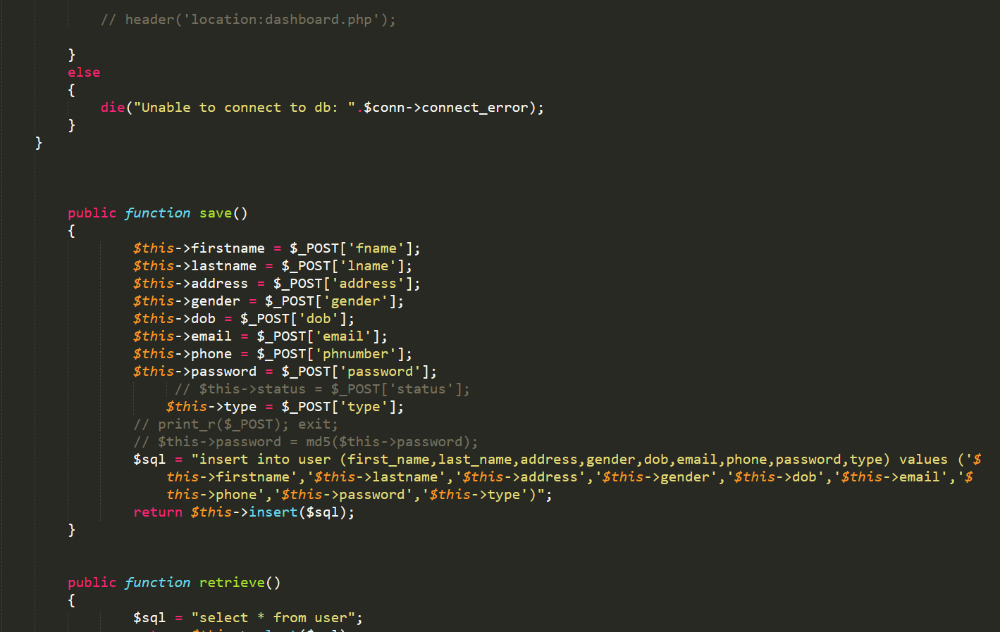 // header('location:dashboard.php');
}
else
{
die("Unable to connect to db: ".$conn->connect_error);
}
}
public function save()
{
$this->firstname = $_POST['fname'];
$this->lastname = $_POST['lname'];
$this->address = $_POST['address'];
$this->gender = $_POST['gender'];
$this->dob = $_POST['dob'];
$this->email = $_POST['email'];
$this->phone = $_POST['phnumber'];
$this->password = $_POST['password'];
// $this->status = $_POST['status'];
$this->type = $_POST['type'];
// print_r($_POST); exit;
// $this->password = md5($this->password);
$sql = "insert into user (first_name,last_name,address,gender,dob,email,phone,password,type) values ('$
this->firstname','$this->lastname','$this->address','$this->gender','$this->dob','$this->email','$
this->phone','$this->password','$this->type')";
return $this->insert($sql);
}
public function retrieve()
{
$sql = "select * from user";